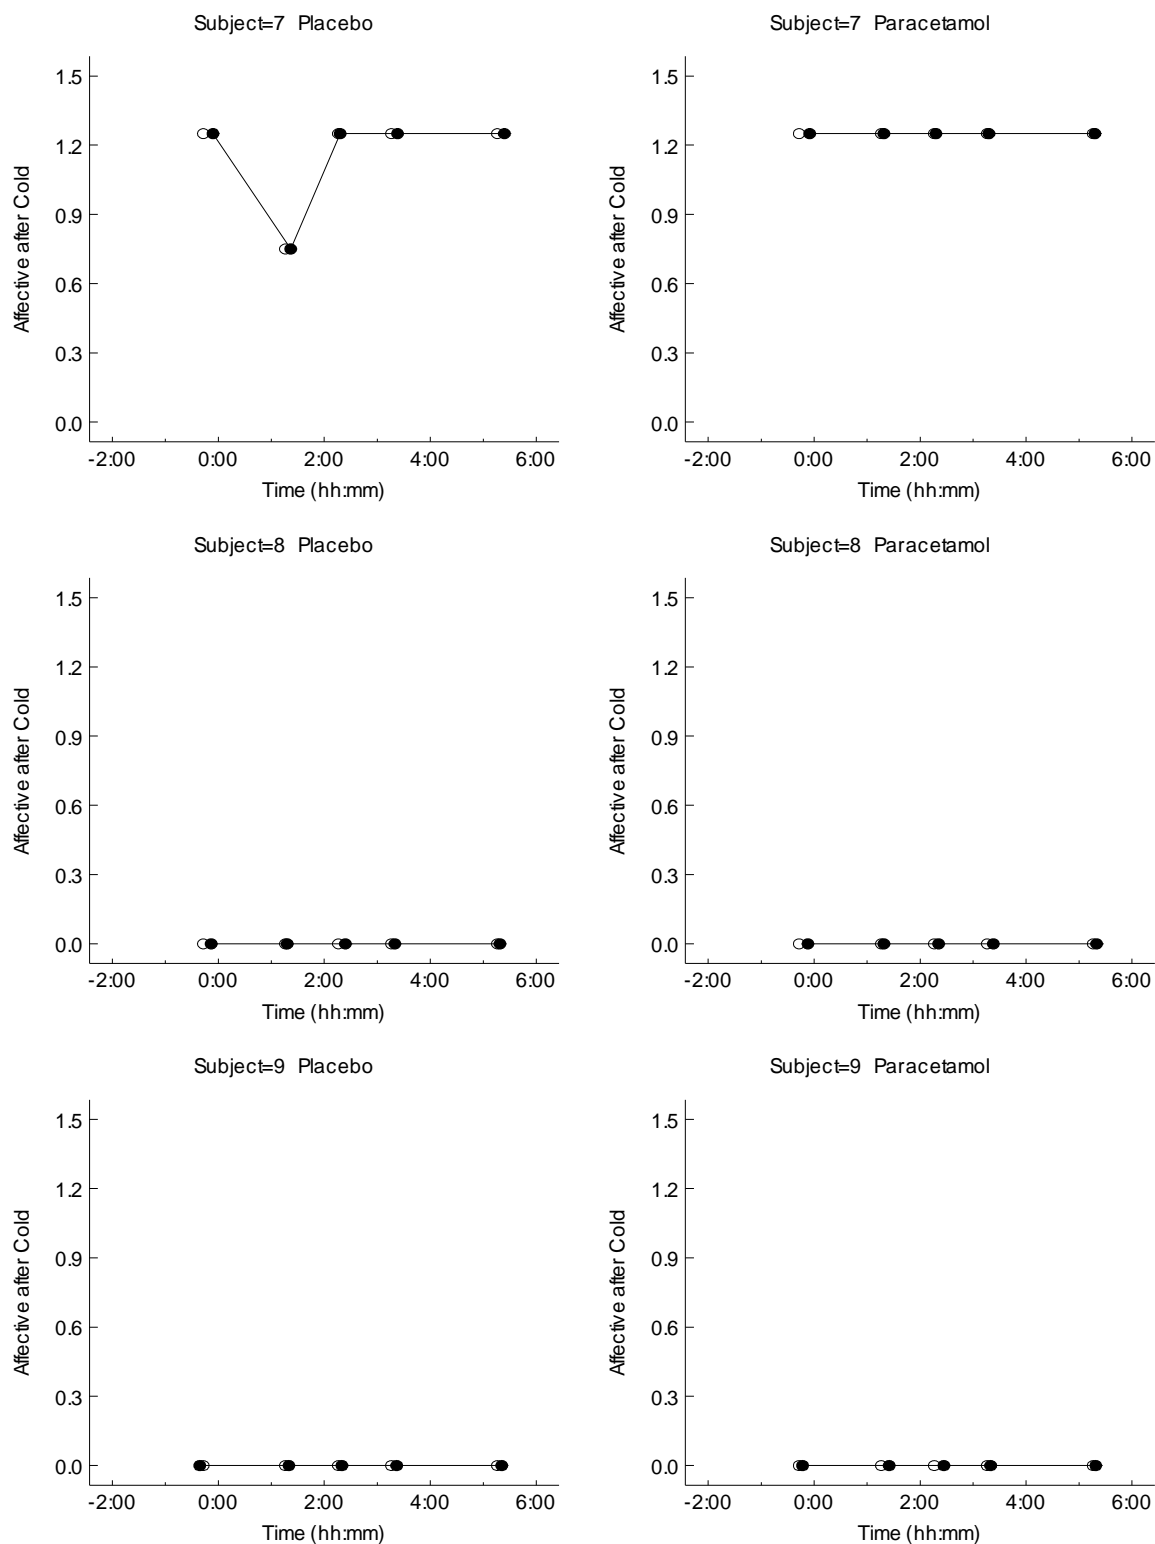 Subject=7 Placebo
Subject=7 Paracetamol
1.5
1.2
0.9
0.6
0.3
0.0
Affective after Cold
-2:00 0:00 2:00 4:00 6:00
Time (hh:mm)
1.5
1.2
0.9
0.6
0.3
0.0
Affective after Cold
-2:00 0:00 2:00 4:00 6:00
Time (hh:mm)
Subject=8 Placebo
Subject=8 Paracetamol
1.5
1.2
0.9
0.6
0.3
0.0
Affective after Cold
-2:00 0:00 2:00 4:00 6:00
Time (hh:mm)
1.5
1.2
0.9
0.6
0.3
0.0
Affective after Cold
-2:00 0:00 2:00 4:00 6:00
Time (hh:mm)
Subject=9 Placebo
Subject=9 Paracetamol
1.5
1.2
0.9
0.6
0.3
0.0
Affective after Cold
-2:00 0:00 2:00 4:00 6:00
Time (hh:mm)
1.5
1.2
0.9
0.6
0.3
0.0
Affective after Cold
-2:00 0:00 2:00 4:00 6:00
Time (hh:mm)